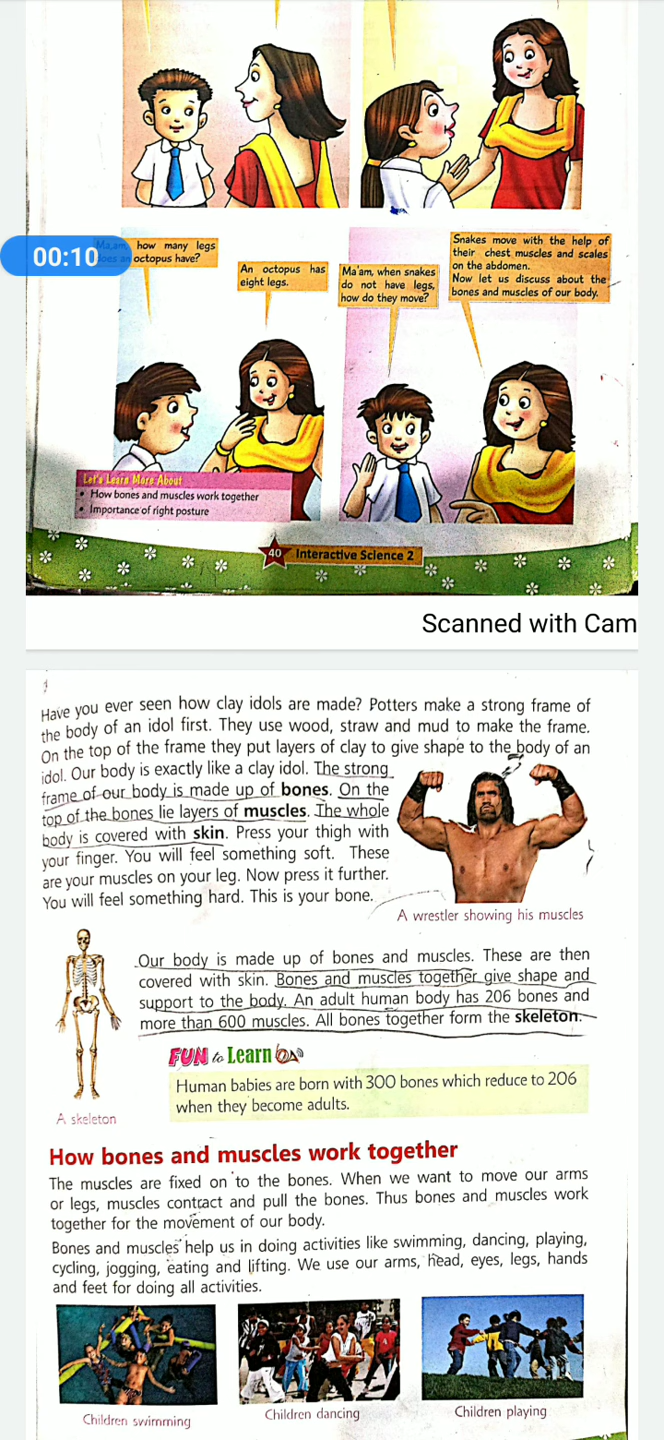 00:10
how many legs
octopus have?
An octopus has
eight legs.
Ma'am, when snakes
do not have legs,
how do they move?
Snakes move with the help of
their chest muscles and scales
on the abdomen.
Now let us discuss about the
bones and muscles of our body.
Let's Learn More About
• How bones and muscles work together
• Importance of right posture
40 Interactive Science 2
Scanned with Cam
Have you ever seen how clay idols are made? Potters make a strong frame of
the body of an idol first. They use wood, straw and mud to make the frame.
On the top of the frame they put layers of clay to give shape to the body of an
idol. Our body is exactly like a clay idol. The strong
frame of our body is made up of bones. On the
top of the bones lie layers of muscles. The whole
body is covered with skin. Press your thigh with
your finger. You will feel something soft. These
are your muscles on your leg. Now press it further.
You will feel something hard. This is your bone.
A wrestler showing his muscles
Our body is made up of bones and muscles. These are then
covered with skin. Bones and muscles together give shape and
support to the body. An adult human body has 206 bones and
more than 600 muscles. All bones together form the skeleton.
FUN to Learn
Human babies are born with 300 bones which reduce to 206
when they become adults.
A skeleton
How bones and muscles work together
The muscles are fixed on to the bones. When we want to move our arms
or legs, muscles contract and pull the bones. Thus bones and muscles work
together for the movement of our body.
Bones and muscles help us in doing activities like swimming, dancing, playing,
cycling, jogging, eating and lifting. We use our arms, head, eyes, legs, hands
and feet for doing all activities.
Children swimming
Children dancing
Children playing